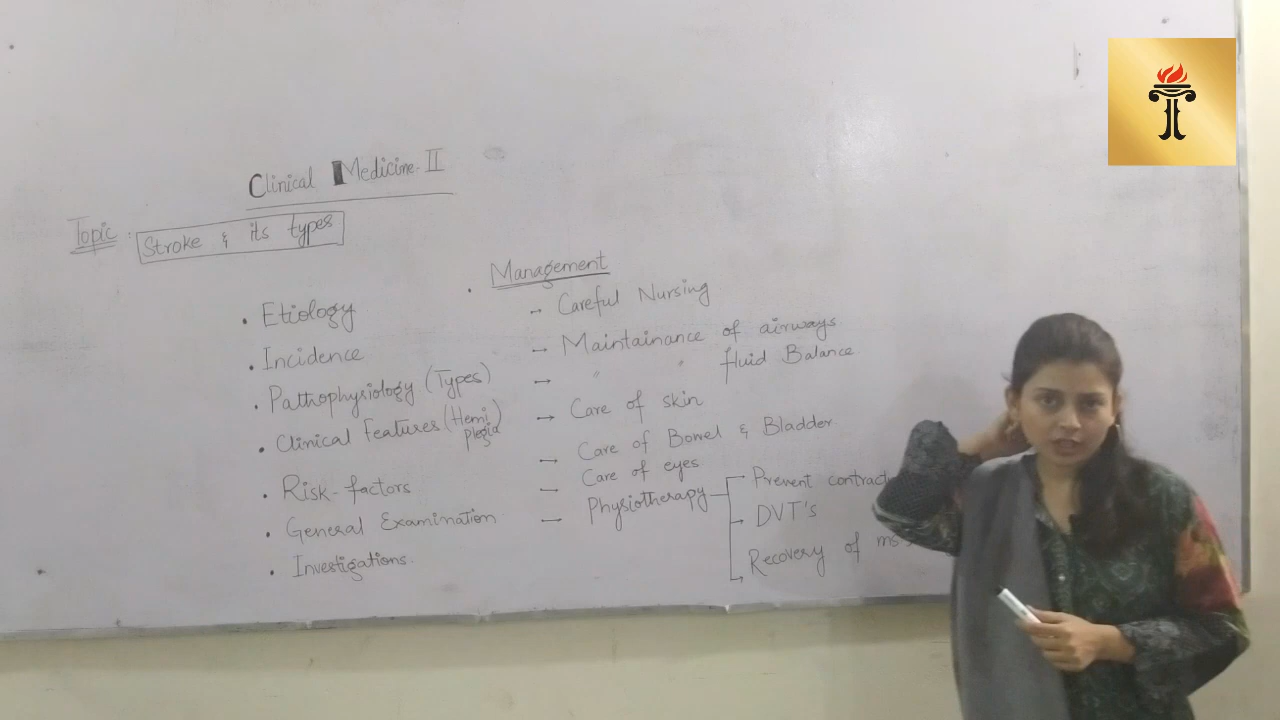 Clinical Medicine-II
Topic : Stroke & its types
• Etiology
• Incidence
• Pathophysiology (Types)
• Clinical Features (Hemi plegia)
• Risk-factors
• General Examination
• Investigations.
• Management
→ Careful Nursing
→ Maintainance of airways
→ " " fluid Balance
→ Care of skin
→ Care of Bowel & Bladder
→ Care of eyes
→ Physiotherapy
→ Prevent
→ DVT's
→ Recovery of